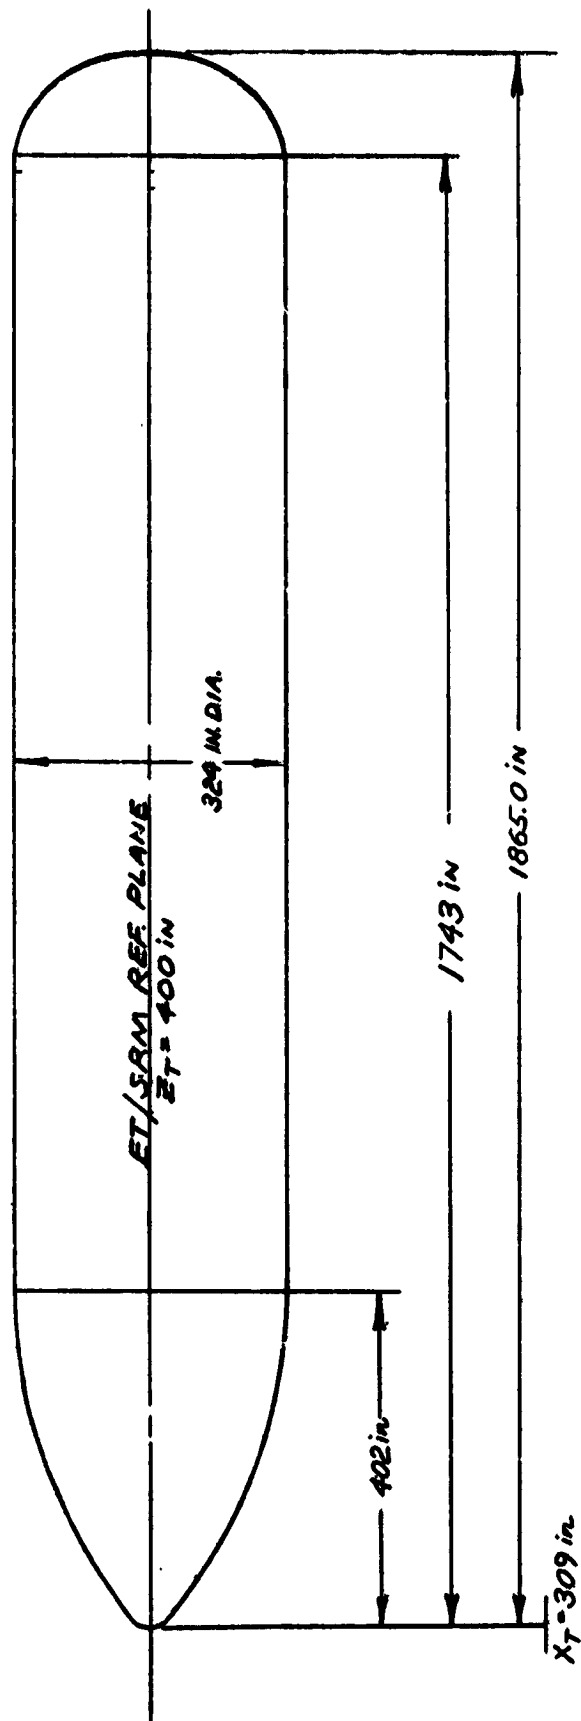 ET/SRM REF. PLANE
Z_T = 400 in
324 IN. DIA.
402 in
1743 in
1865.0 in
X_T = 309 in